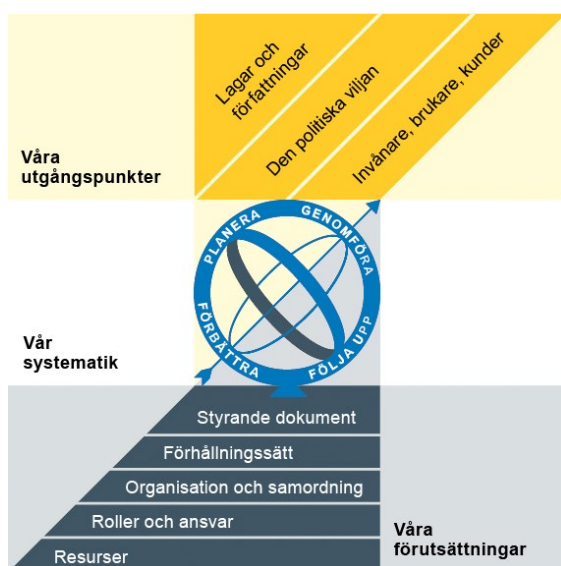 Lagar och
författningar
Den politiska viljan
Invånare, brukare, kunder
Våra
utgångspunkter
PLANERA
GENOMFÖRA
FÖRBÄTTRA
FÖLJA UPP
Vår
systematik
Styrande dokument
Förhållningssätt
Organisation och samordning
Roller och ansvar
Resurser
Våra
förutsättningar